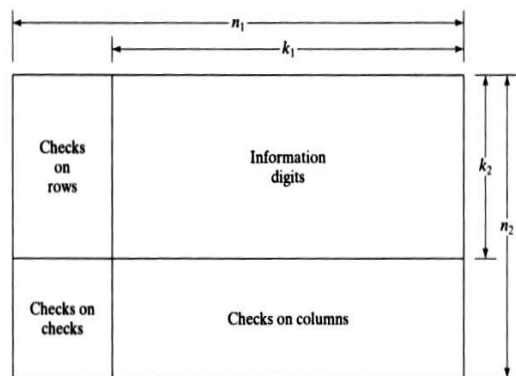 n₁
k₁
Checks
on
rows
Information
digits
k₂
n₂
Checks on
checks
Checks on columns